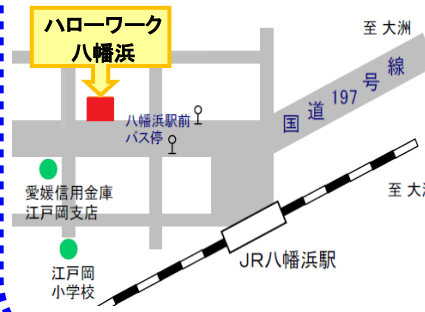 ハローワーク
八幡浜
至 大洲
国道197号線
八幡浜駅前
バス停
愛媛信用金庫
江戸岡支店
至 大
江戸岡
小学校
JR八幡浜駅